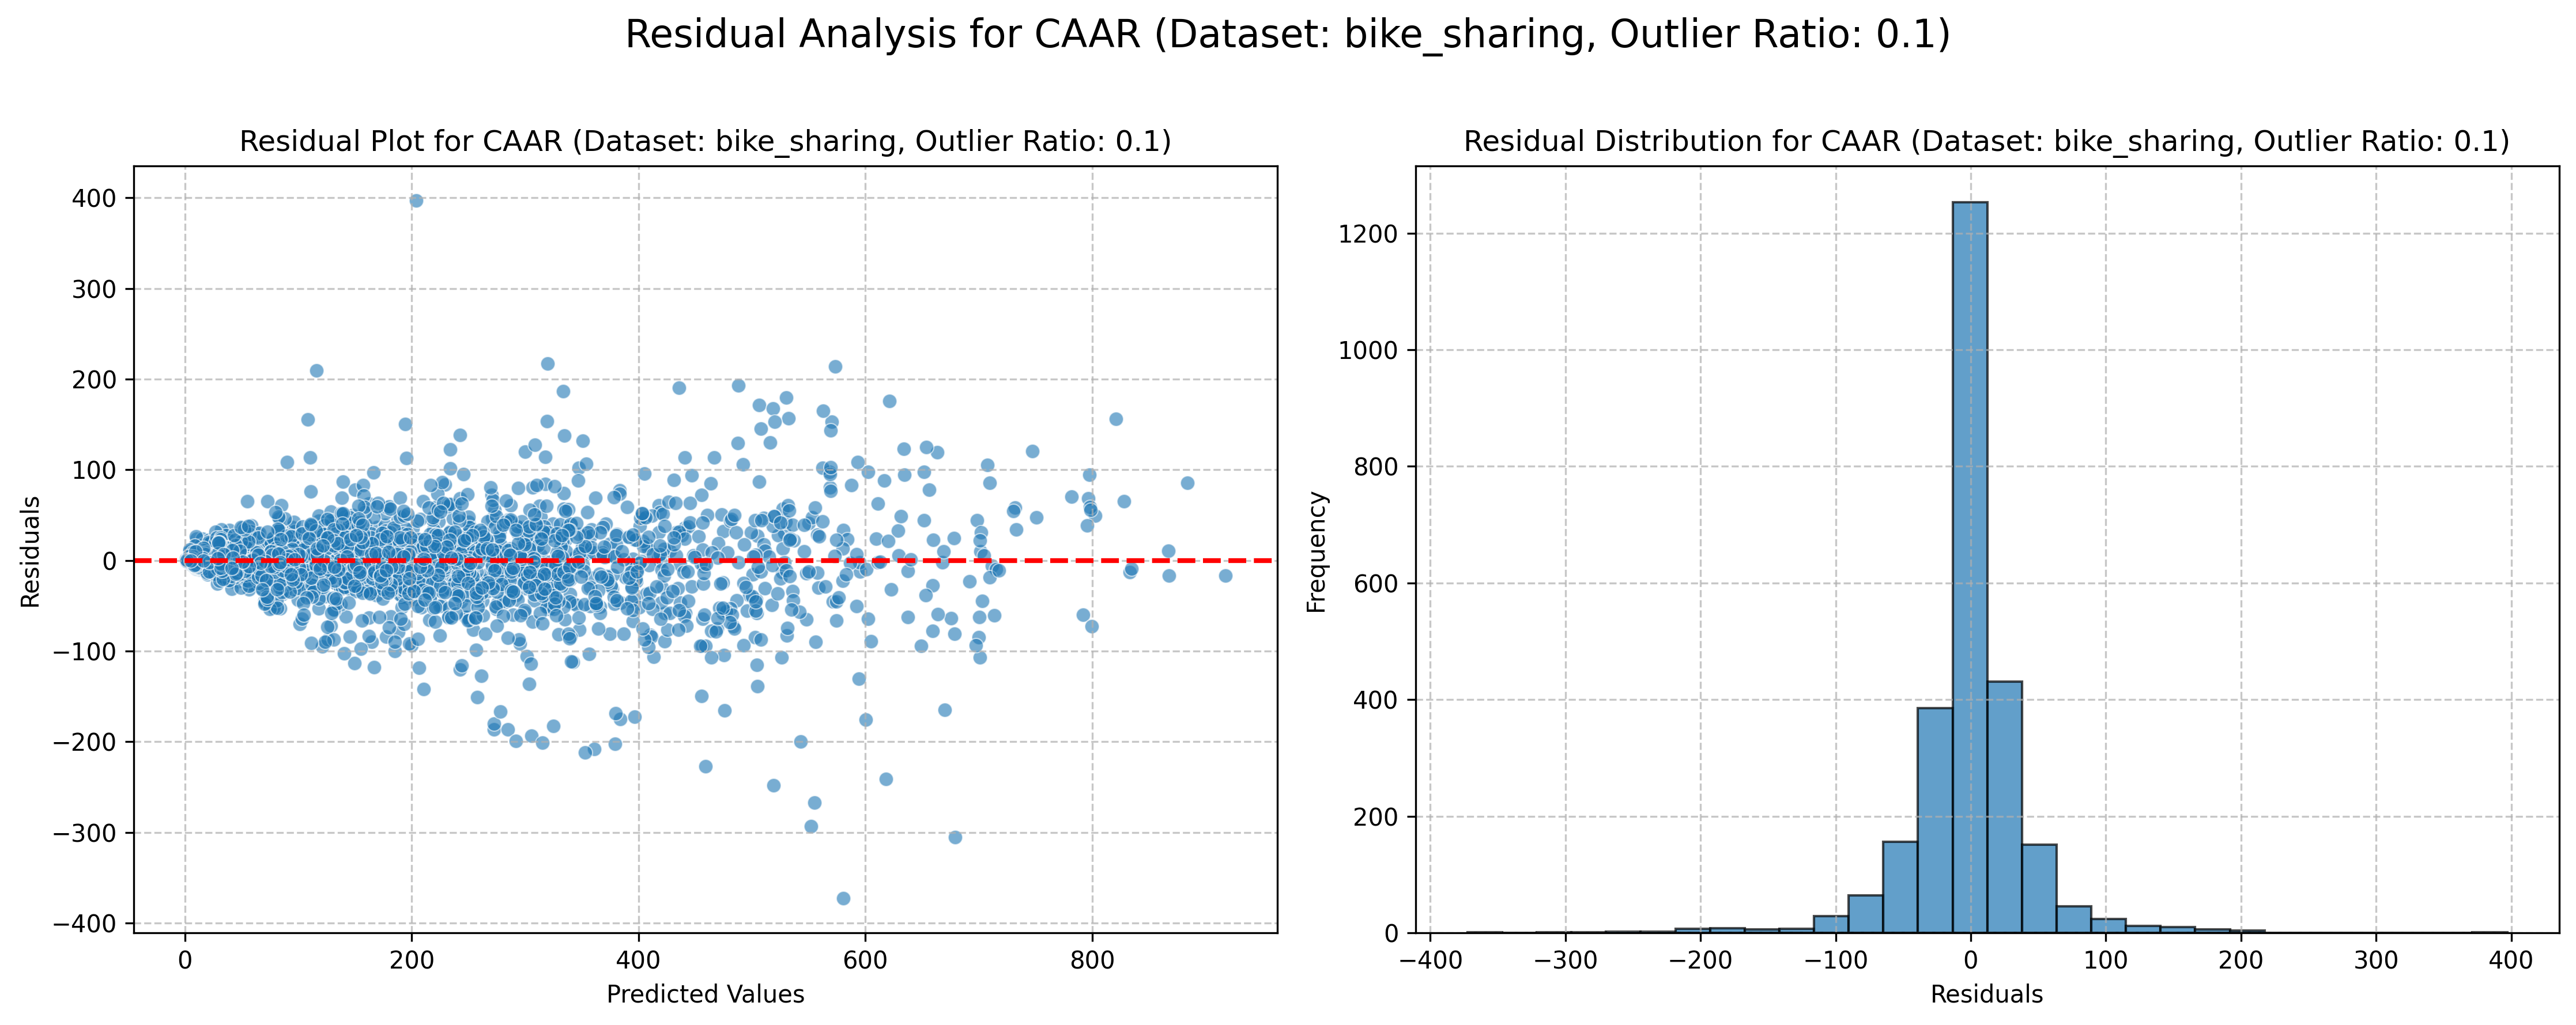 Residual Analysis for CAAR (Dataset: bike_sharing, Outlier Ratio: 0.1)
Residual Plot for CAAR (Dataset: bike_sharing, Outlier Ratio: 0.1)
Residuals
400
300
200
100
0
−100
−200
−300
−400
0 200 400 600 800
Predicted Values
Residual Distribution for CAAR (Dataset: bike_sharing, Outlier Ratio: 0.1)
Frequency
1200
1000
800
600
400
200
0
−400 −300 −200 −100 0 100 200 300 400
Residuals